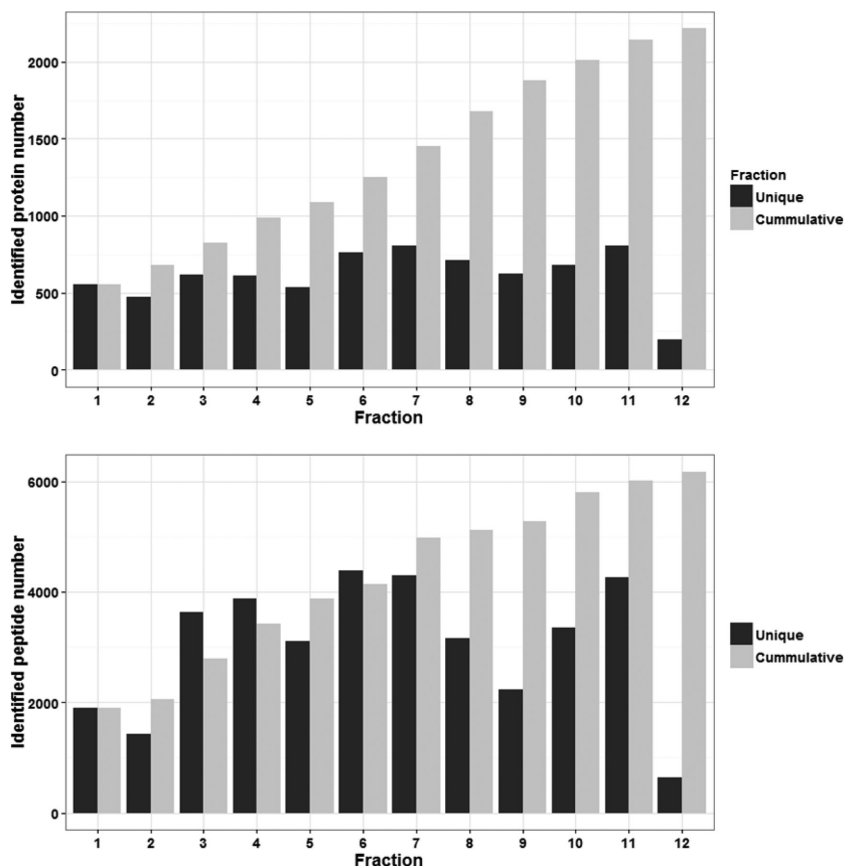 Identified protein number
2000
1500
1000
500
0
1 2 3 4 5 6 7 8 9 10 11 12
Fraction
Fraction
Unique
Cummulative
Identified peptide number
6000
4000
2000
0
1 2 3 4 5 6 7 8 9 10 11 12
Fraction
Unique
Cummulative